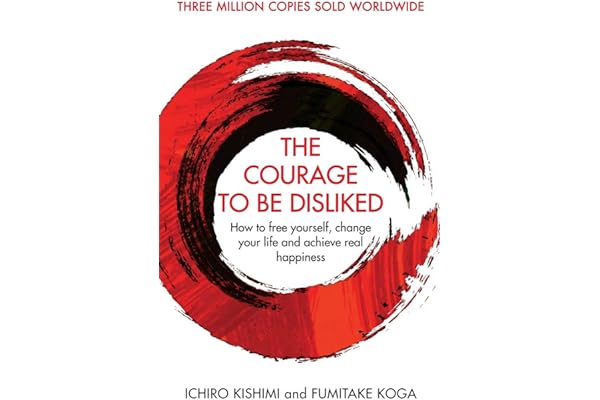 THREE MILLION COPIES SOLD WORLDWIDE
THE
COURAGE
TO BE DISLIKED
How to free yourself, change
your life and achieve real
happiness
ICHIRO KISHIMI and FUMITAKE KOGA